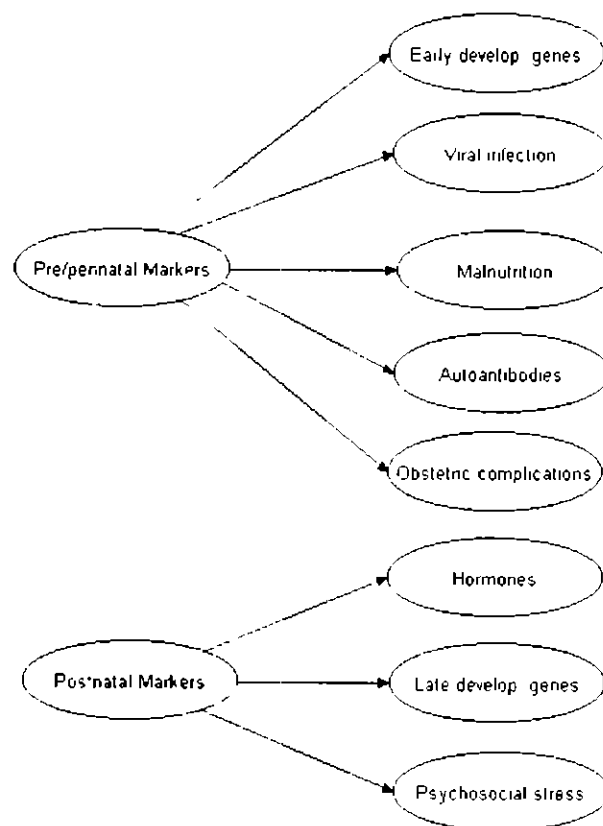 Early develop genes
Viral infection
Pre/perinatal Markers
Malnutrition
Autoantibodies
Obstetric complications
Hormones
Postnatal Markers
Late develop genes
Psychosocial stress